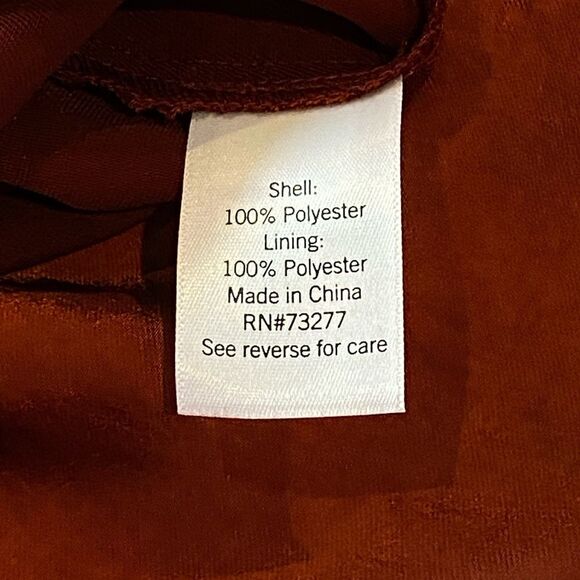 Shell:
100% Polyester
Lining:
100% Polyester
Made in China
RN#73277
See reverse for care